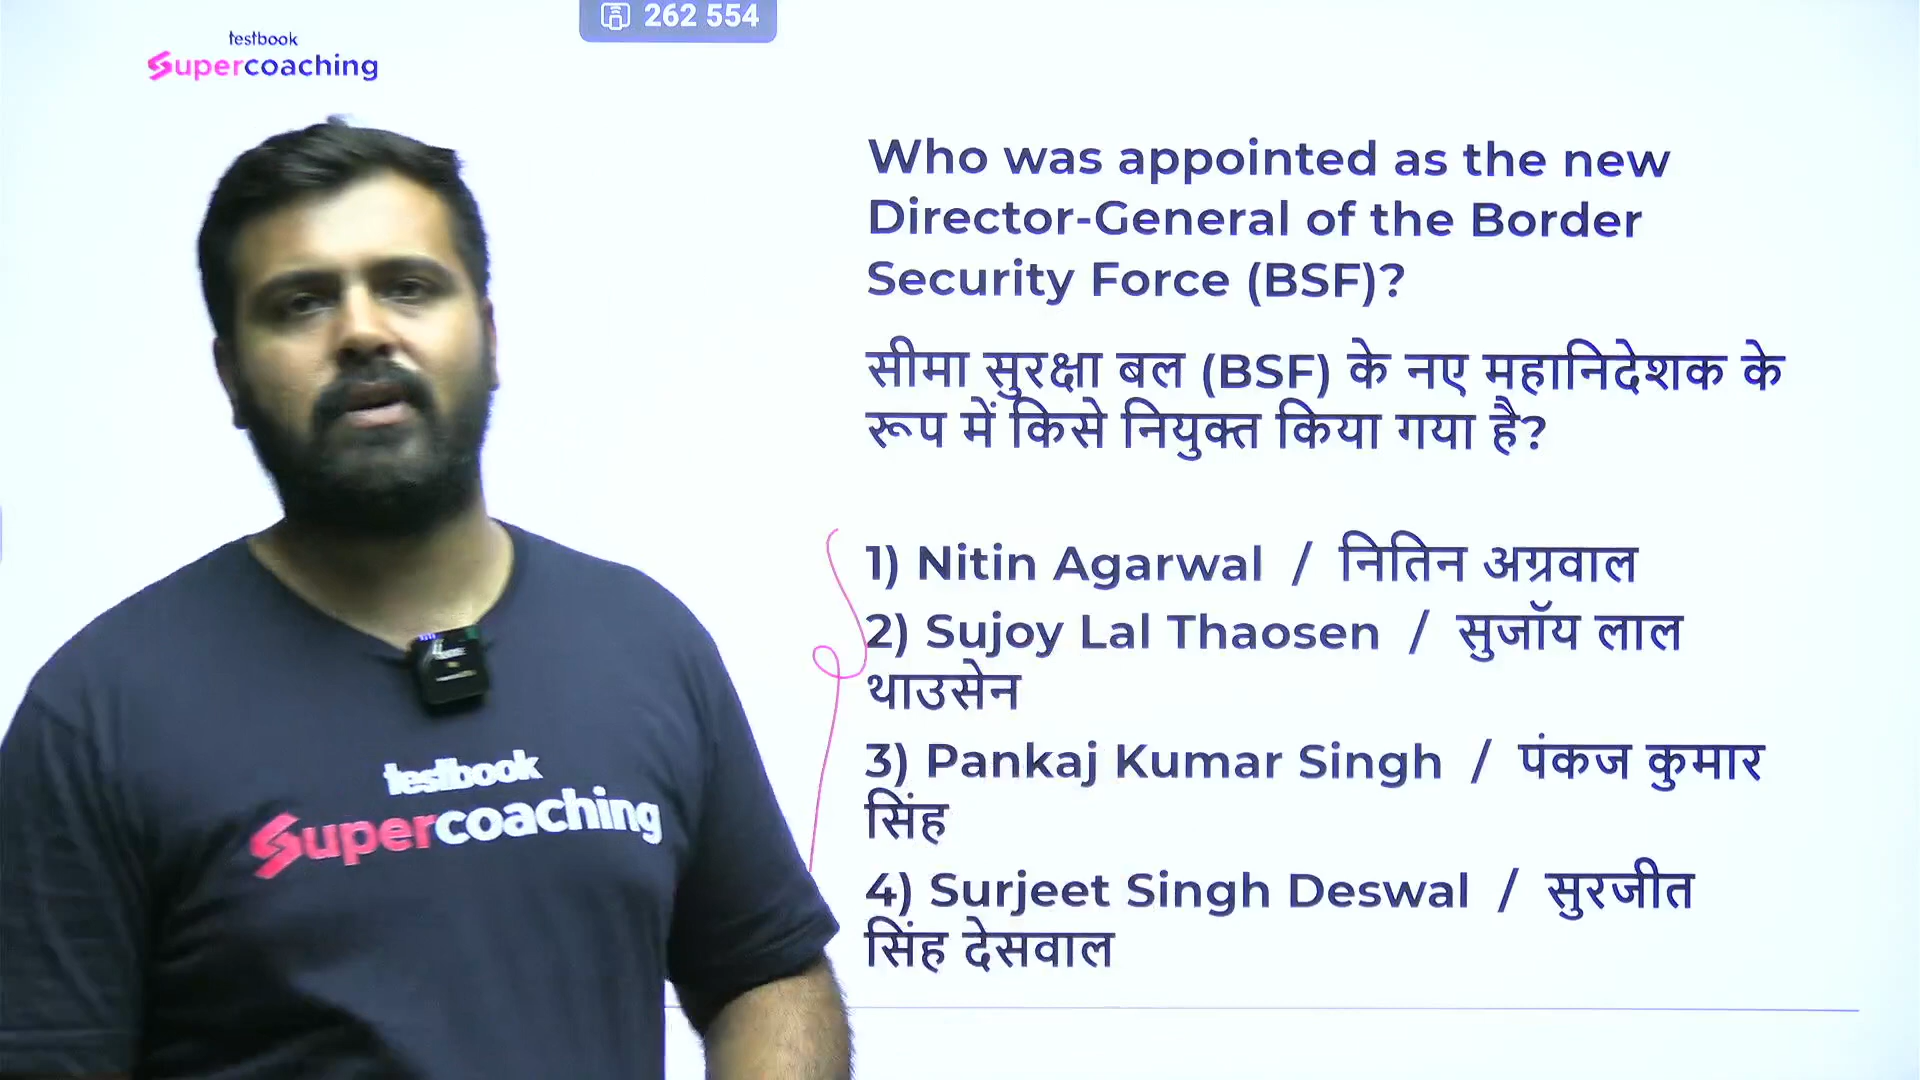 262 554
testbook
Supercoaching
Who was appointed as the new
Director-General of the Border
Security Force (BSF)?
सीमा सुरक्षा बल (BSF) के नए महानिदेशक के
रूप में किसे नियुक्त किया गया है?
1) Nitin Agarwal / नितिन अग्रवाल
2) Sujoy Lal Thaosen / सुजॉय लाल
थाउसेन
3) Pankaj Kumar Singh / पंकज कुमार
सिंह
4) Surjeet Singh Deswal / सुरजीत
सिंह देसवाल
testbook
Supercoaching